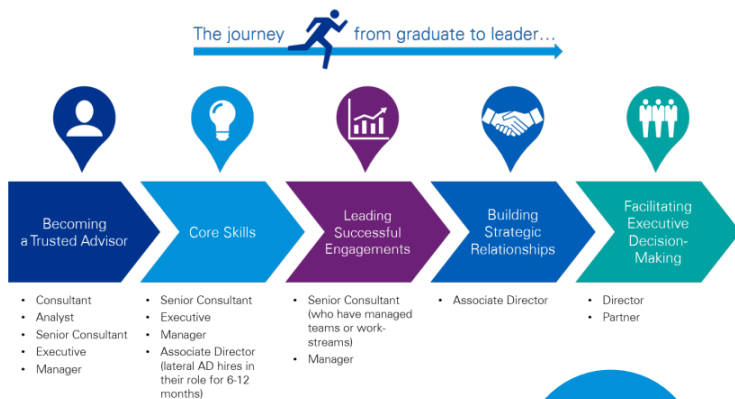 The journey from graduate to leader...
Becoming
a Trusted Advisor
Core Skills
Leading
Successful
Engagements
Building
Strategic
Relationships
Facilitating
Executive
Decision-
Making
• Consultant
• Analyst
• Senior Consultant
• Executive
• Manager
• Senior Consultant
• Executive
• Manager
• Associate Director
(lateral AD hires in
their role for 6-12
months)
• Senior Consultant
(who have managed
teams or work-
streams)
• Manager
• Associate Director
• Director
• Partner